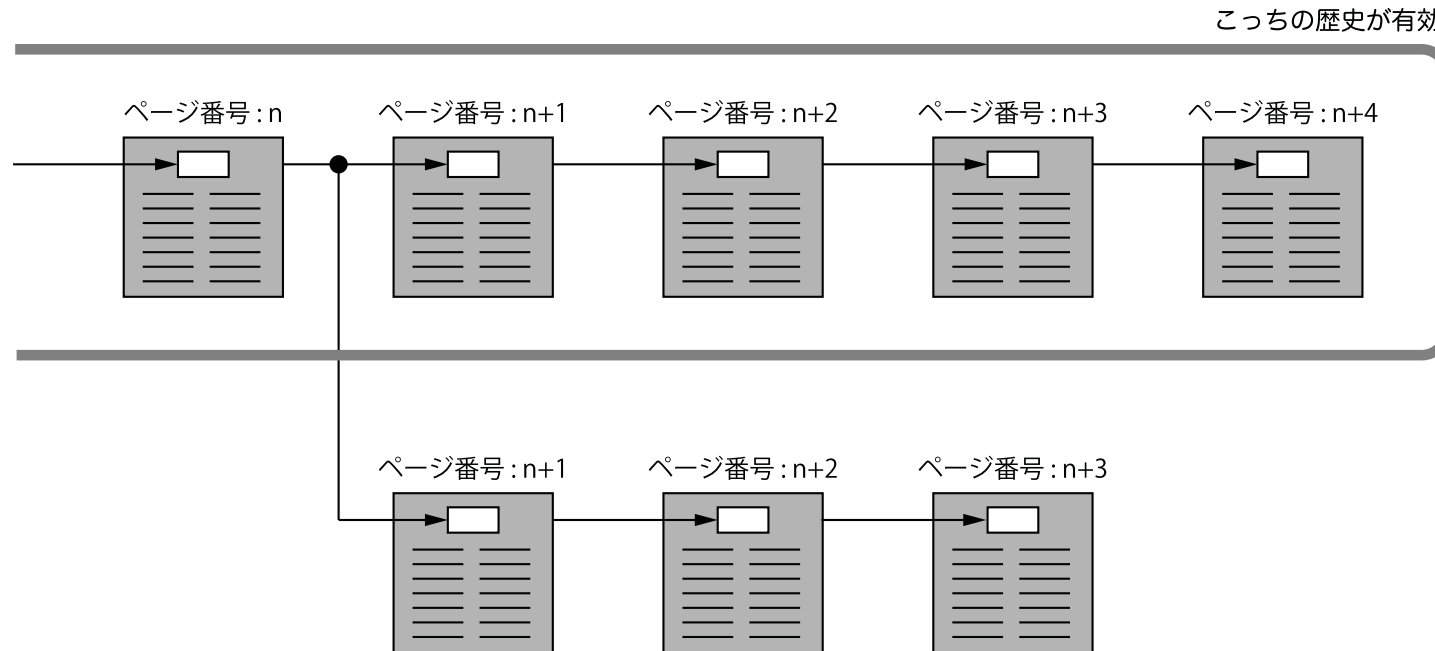 こっちの歴史が有効
ページ番号 : n
ページ番号 : n+1
ページ番号 : n+2
ページ番号 : n+3
ページ番号 : n+4
ページ番号 : n+1
ページ番号 : n+2
ページ番号 : n+3